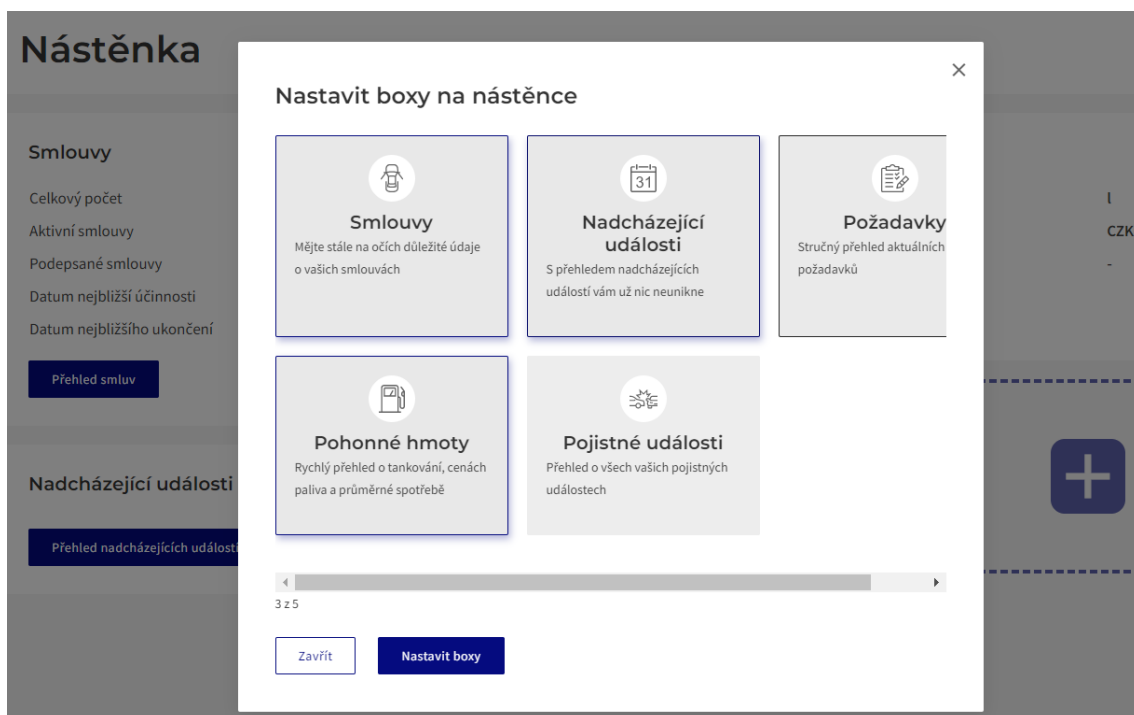 Nástěnka
Nastavit boxy na nástěnce
Smlouvy
Celkový počet
Aktivní smlouvy
Podepsané smlouvy
Datum nejbližší účinnosti
Datum nejbližšího ukončení
Přehled smluv
Nadcházející události
Přehled nadcházejících události
l
CZK
-
Smlouvy
Mějte stále na očích důležité údaje
o vašich smlouvách
31
Nadcházející
události
S přehledem nadcházejících
událostí vám už nic neunikne
Požadavky
Stručný přehled aktuálních
požadavků
Pohonné hmoty
Rychlý přehled o tankování, cenách
paliva a průměrné spotřebě
Pojistné události
Přehled o všech vašich pojistných
událostech
3 z 5
Zavřít
Nastavit boxy